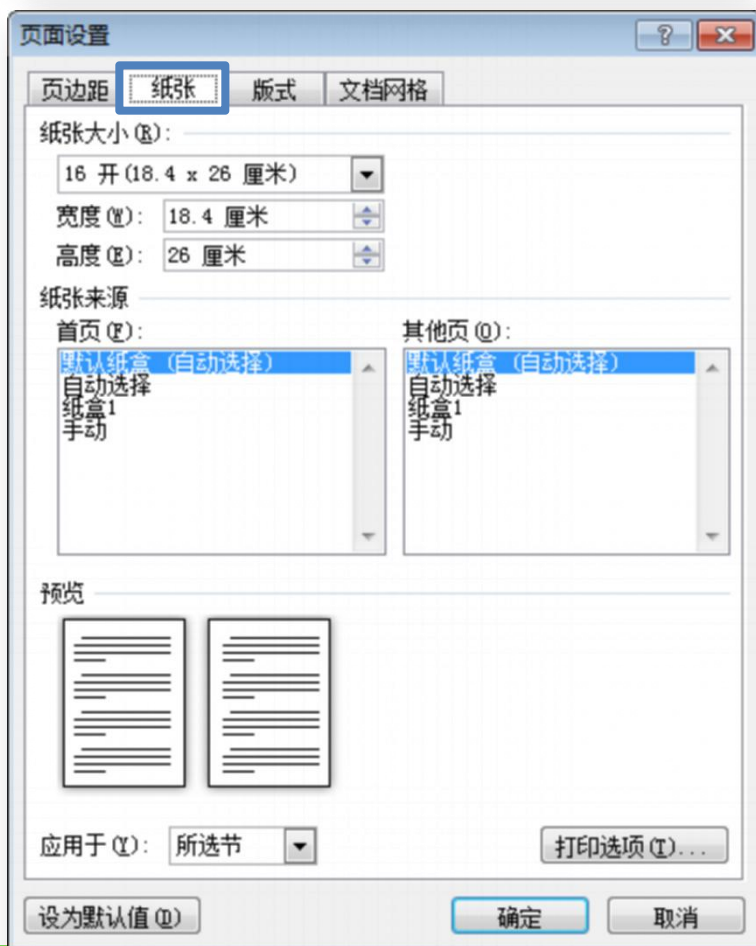 页面设置
页边距 纸张 版式 文档网格
纸张大小(R):
16 开(18.4 x 26 厘米)
宽度(W): 18.4 厘米
高度(E): 26 厘米
纸张来源
首页(F): 其他页(O):
默认纸盒 (自动选择) 默认纸盒 (自动选择)
自动选择 自动选择
纸盒1 纸盒1
手动 手动
预览
应用于(Y): 所选节 打印选项(T)...
设为默认值(D) 确定 取消